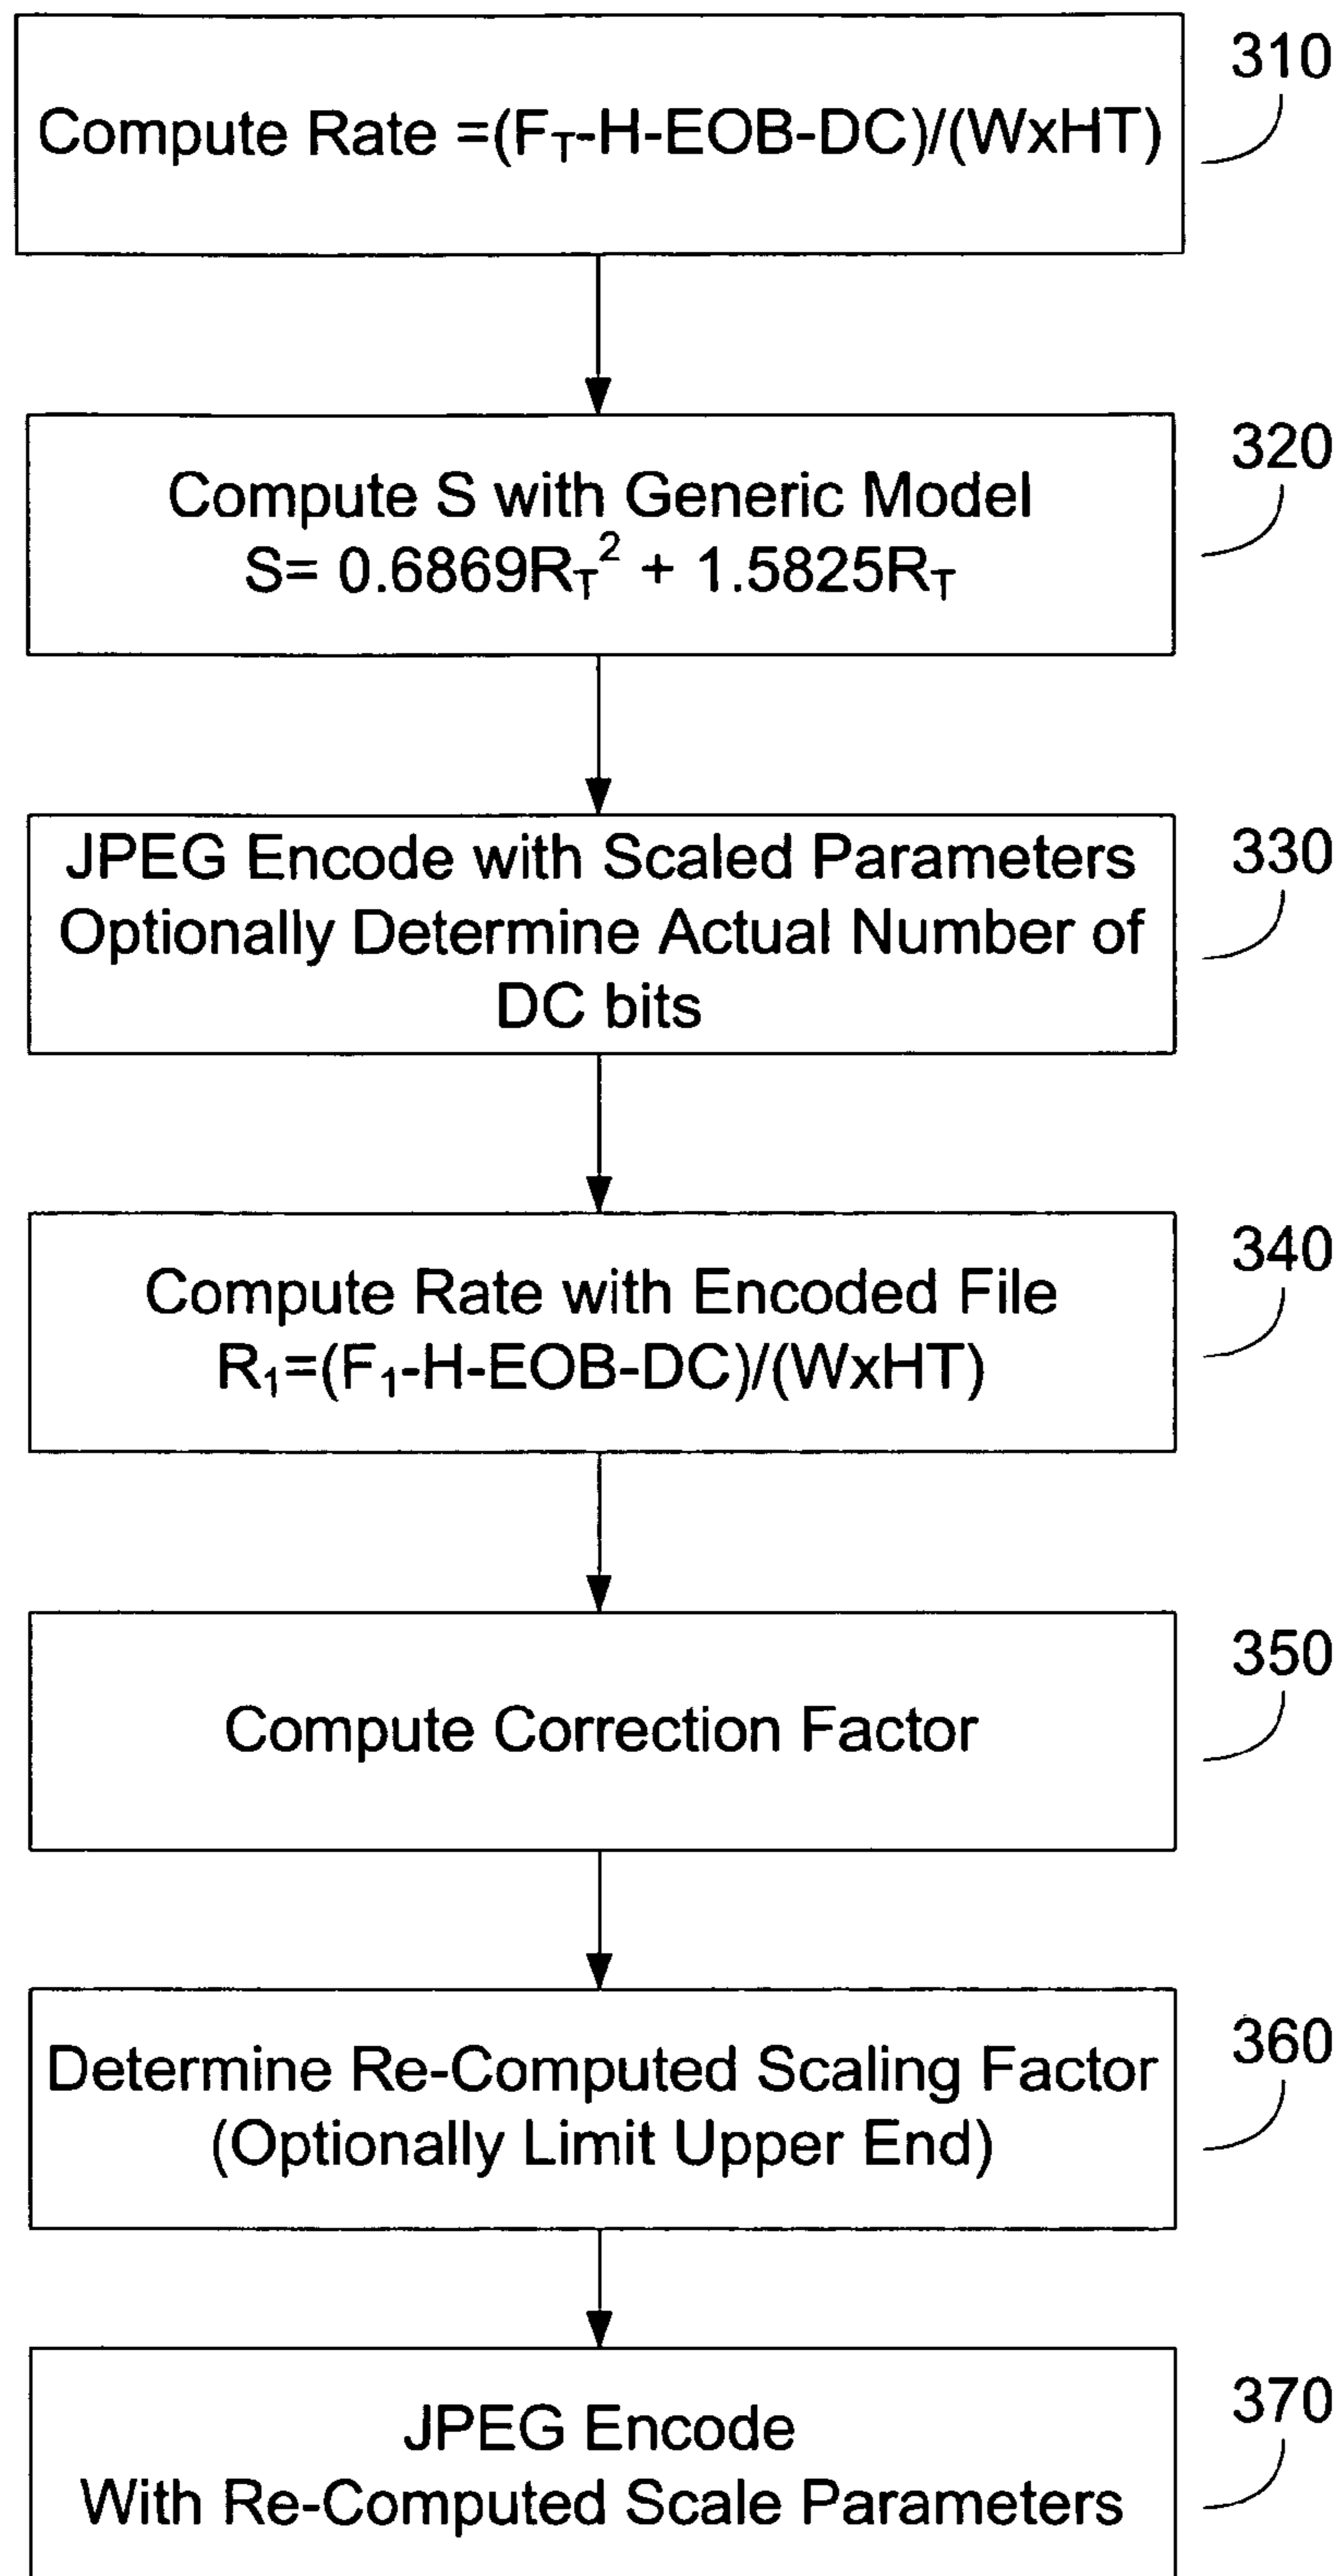 310
Compute Rate =(F_T-H-EOB-DC)/(WxHT)
320
Compute S with Generic Model
S= 0.6869R_T² + 1.5825R_T
330
JPEG Encode with Scaled Parameters
Optionally Determine Actual Number of
DC bits
340
Compute Rate with Encoded File
R₁=(F₁-H-EOB-DC)/(WxHT)
350
Compute Correction Factor
360
Determine Re-Computed Scaling Factor
(Optionally Limit Upper End)
370
JPEG Encode
With Re-Computed Scale Parameters